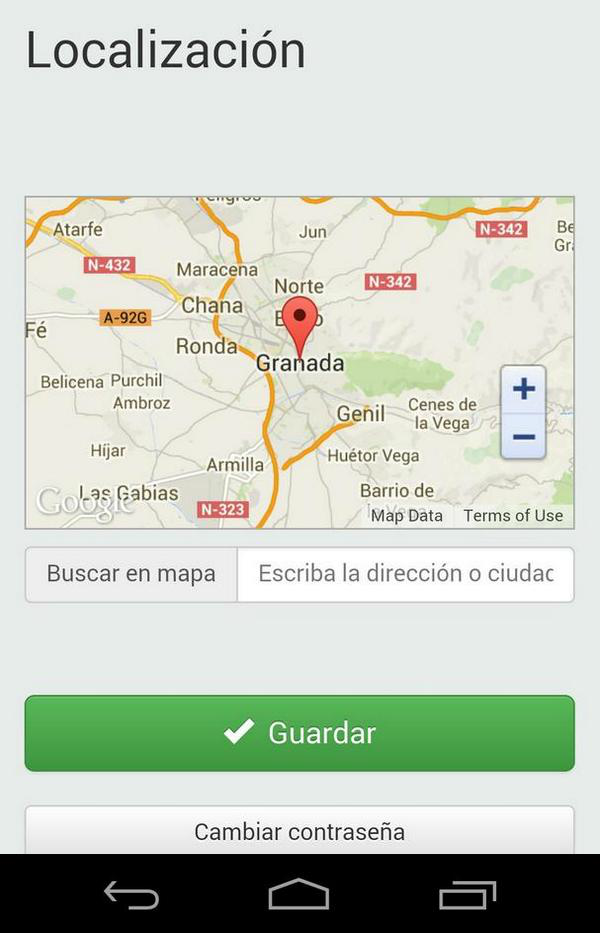 Localización
Peligros
Atarfe
Jun
N-342
Be
Gr
N-432
Maracena
N-342
Norte
Chana
A-92G
Fé
Ronda
Granada
Belicena
Purchil
Ambroz
Genil
Cenes de
la Vega
+
Híjar
Armilla
Huétor Vega
−
Las Gabias
Google
N-323
Barrio de
la Vega
Map Data
Terms of Use
Buscar en mapa
Escriba la dirección o ciudad
Guardar
Cambiar contraseña